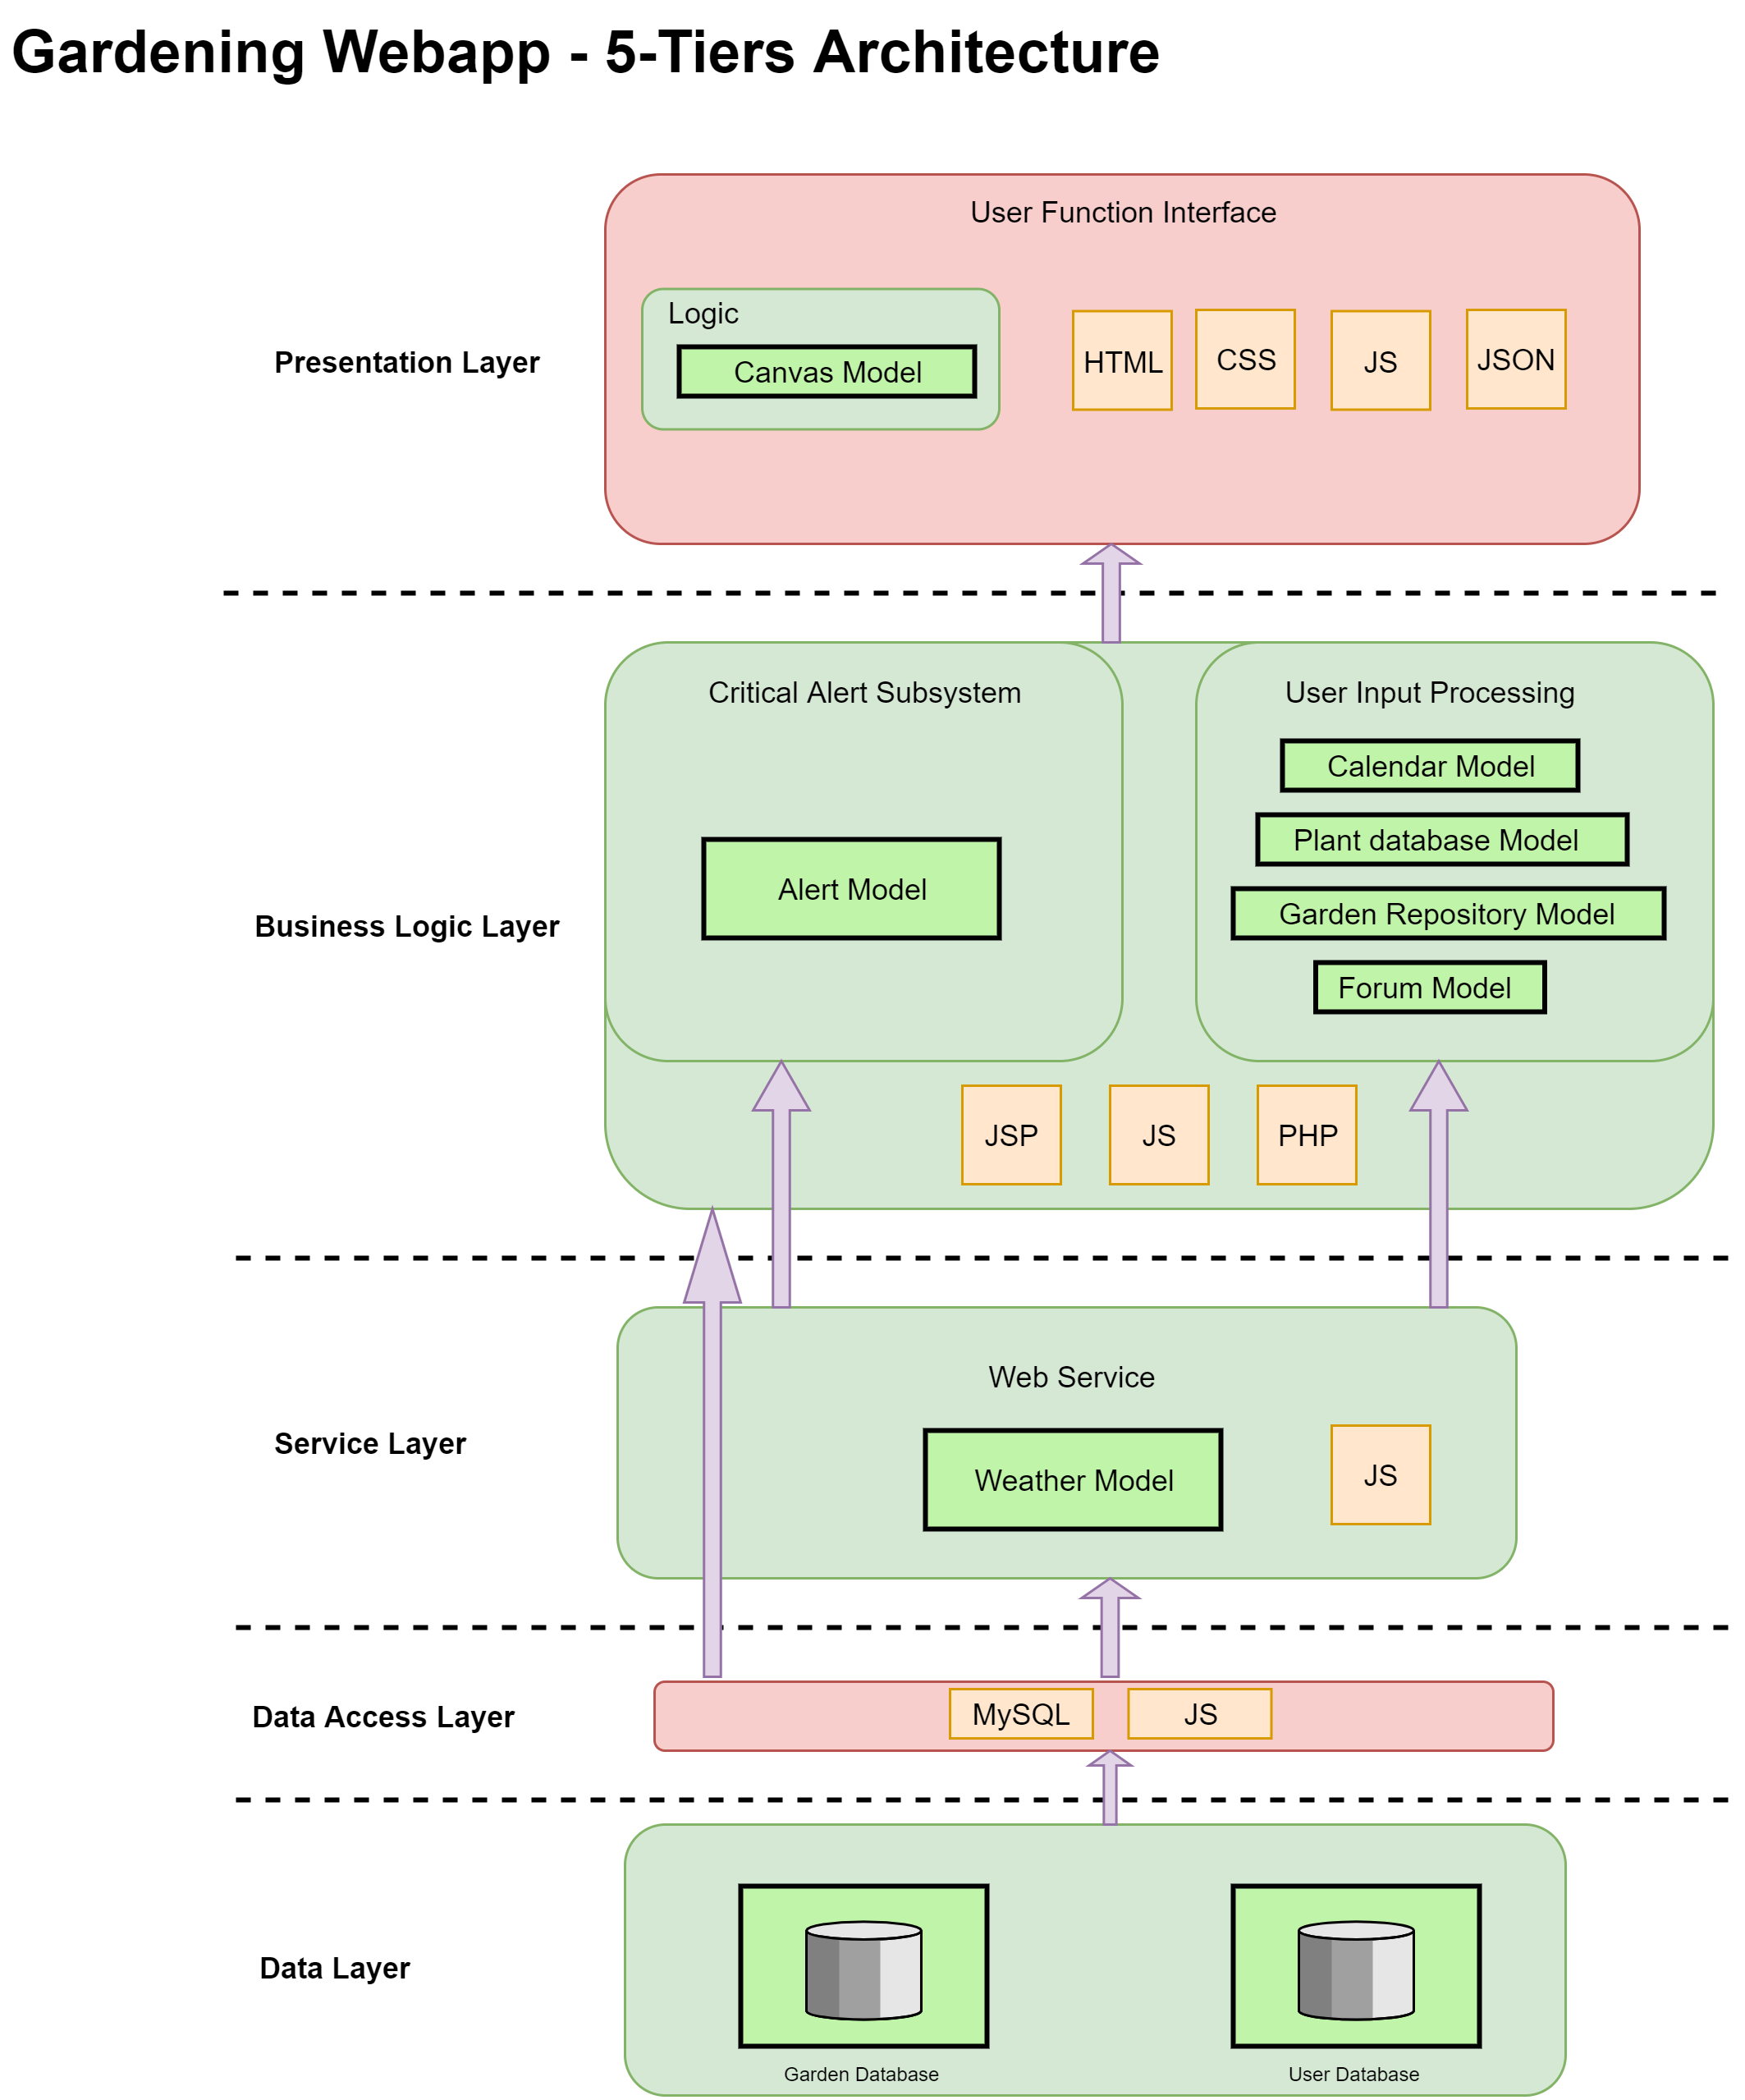 Gardening Webapp - 5-Tiers Architecture
User Function Interface
Logic
Canvas Model
HTML
CSS
JS
JSON
Presentation Layer
Critical Alert Subsystem
User Input Processing
Calendar Model
Plant database Model
Alert Model
Garden Repository Model
Business Logic Layer
Forum Model
JSP
JS
PHP
Web Service
Service Layer
Weather Model
JS
Data Access Layer
MySQL
JS
Data Layer
Garden Database
User Database